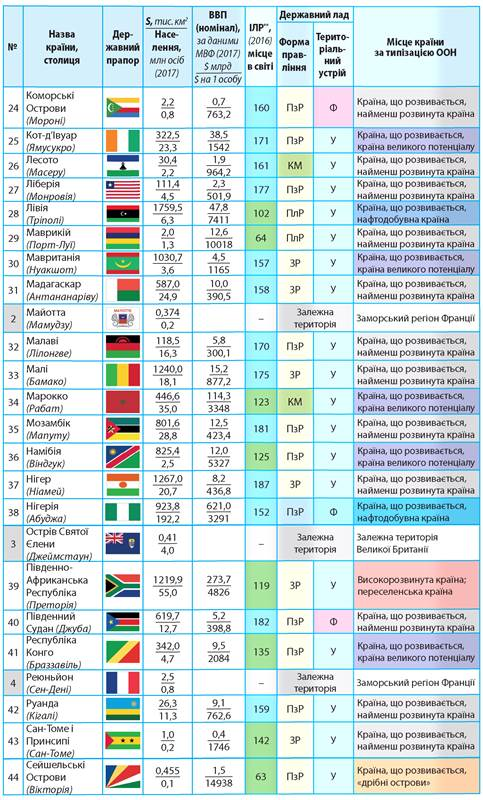 №
Назва країни, столиця
Державний прапор
S, тис. км²
Населення, млн осіб (2017)
ВВП (номінал), за даними МВФ (2017)
$ млрд
$ на 1 особу
ІЛР**, (2016) місце в світі
Державний лад
Форма правління
Територіальний устрій
Місце країни за типізацією ООН
24 Коморські Острови (Мороні) 2,2 0,8 0,7 763,2 160 ПзР Ф Країна, що розвивається, найменш розвинута країна
25 Кот-д'Івуар (Ямусукро) 322,5 23,3 38,5 1542 171 ПзР У Країна, що розвивається, країна великого потенціалу
26 Лесото (Масеру) 30,4 2,2 1,9 964,2 161 КМ У Країна, що розвивається, найменш розвинута країна
27 Ліберія (Монровія) 111,4 4,5 2,3 501,9 177 ПзР У Країна, що розвивається, найменш розвинута країна
28 Лівія (Тріполі) 1759,5 6,3 47,8 7411 102 ПлР У Країна, що розвивається, нафтодобувна країна
29 Маврикій (Порт-Луї) 2,0 1,3 12,6 10018 64 ПлР У Країна, що розвивається, найменш розвинута країна
30 Мавританія (Нуакшот) 1030,7 3,6 4,5 1165 157 ЗР У Країна, що розвивається, країна великого потенціалу
31 Мадагаскар (Антананаріву) 587,0 24,9 10,0 390,5 158 ЗР У Країна, що розвивається, найменш розвинута країна
2 Майотта (Мамудзу) 0,374 0,2 – Залежна територія Заморський регіон Франції
32 Малаві (Лілонгве) 118,5 16,3 5,8 300,1 170 ПзР У Країна, що розвивається, найменш розвинута країна
33 Малі (Бамако) 1240,0 18,1 15,2 877,2 175 ЗР У Країна, що розвивається, найменш розвинута країна
34 Марокко (Рабат) 446,6 35,0 114,3 3348 123 КМ У Країна, що розвивається, країна великого потенціалу
35 Мозамбік (Мапуту) 801,6 28,8 12,5 423,4 181 ПзР У Країна, що розвивається, найменш розвинута країна
36 Намібія (Віндгук) 825,4 2,5 12,0 5327 125 ПзР У Країна, що розвивається, країна великого потенціалу
37 Нігер (Ніамей) 1267,0 20,7 8,2 436,8 187 ЗР У Країна, що розвивається, найменш розвинута країна
38 Нігерія (Абуджа) 923,8 192,2 621,0 3291 152 ПзР Ф Країна, що розвивається, нафтодобувна країна
3 Острів Святої Єлени (Джеймстаун) 0,41 4,0 – Залежна територія Залежна територія Великої Британії
39 Південно-Африканська Республіка (Преторія) 1219,9 55,0 273,7 4826 119 ЗР У Високорозвинута країна; переселенська країна
40 Південний Судан (Джуба) 619,7 12,7 5,2 398,8 182 ПзР Ф Країна, що розвивається, найменш розвинута країна
41 Республіка Конго (Браззавіль) 342,0 4,7 9,5 2084 135 ПзР У Країна, що розвивається, країна великого потенціалу
4 Реюньйон (Сен-Дені) 2,5 0,8 – Залежна територія Заморський регіон Франції
42 Руанда (Кігалі) 26,3 11,3 9,1 762,6 159 ПзР У Країна, що розвивається, найменш розвинута країна
43 Сан-Томе і Принсипі (Сан-Томе) 1,0 0,2 0,4 1746 142 ЗР У Країна, що розвивається, найменш розвинута країна
44 Сейшельські Острови (Вікторія) 0,455 0,1 1,5 14938 63 ПзР У Країна, що розвивається, «дрібні острови»